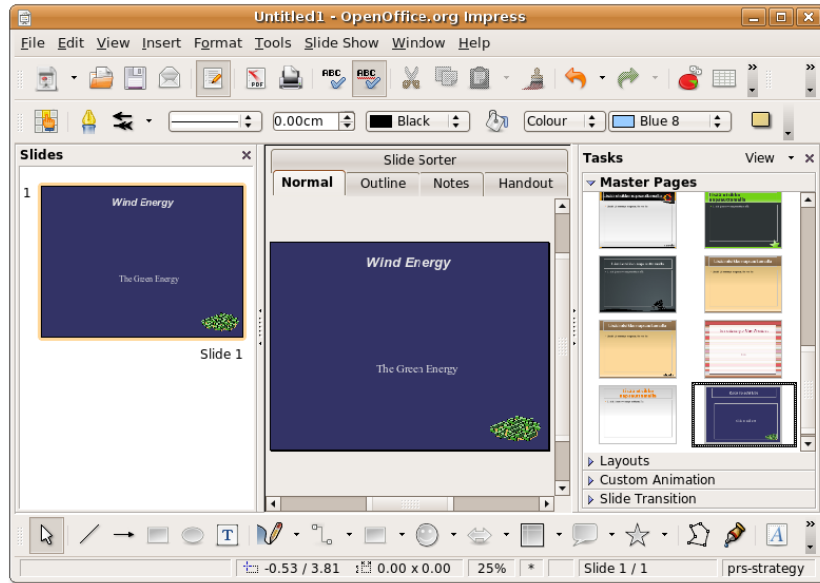 Untitled1 - OpenOffice.org Impress
File Edit View Insert Format Tools Slide Show Window Help
PDF ABC ABC
0.00cm Black Colour Blue 8
Slides
Slide Sorter
Tasks View
Normal Outline Notes Handout
Master Pages
1
Wind Energy
The Green Energy
Slide 1
Wind Energy
The Green Energy
Layouts
Custom Animation
Slide Transition
T A
-0.53 / 3.81 0.00 x 0.00 25% * Slide 1 / 1 prs-strategy